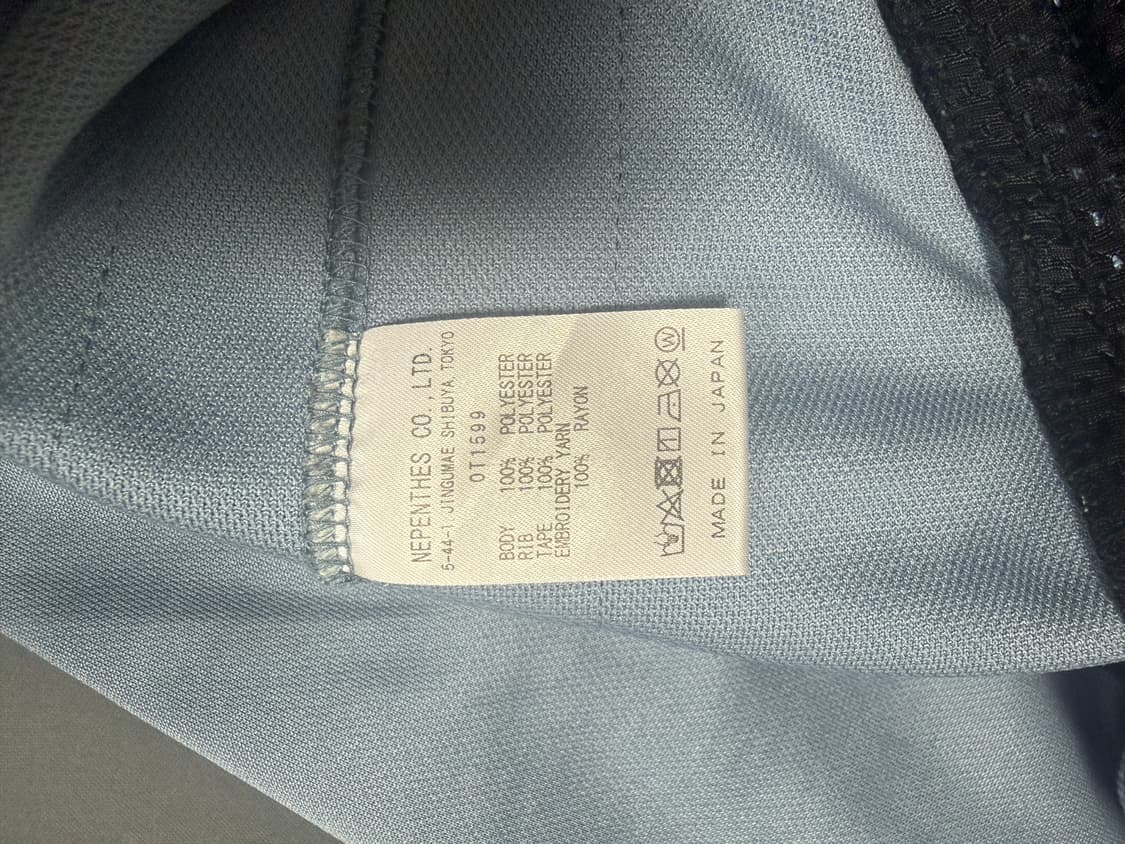 NEPENTHES CO.,LTD.
5-44-1 JINGUMAE SHIBUYA TOKYO
OT1599
BODY 100% POLYESTER
RIB 100% POLYESTER
TAPE 100% POLYESTER
EMBROIDERY YARN
100% RAYON
W
MADE IN JAPAN